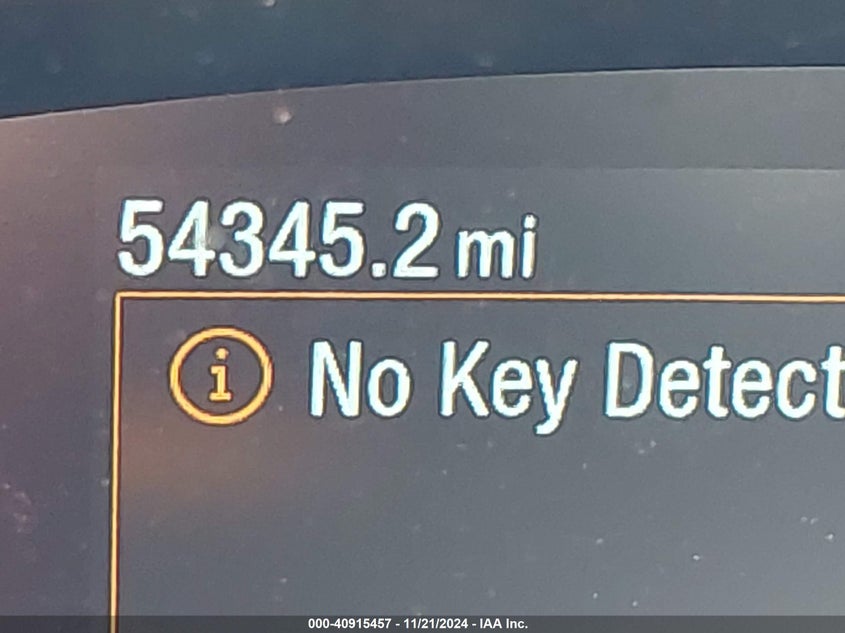 54345.2 mi
i No Key Detect
000-40915457 - 11/21/2024 - IAA Inc.